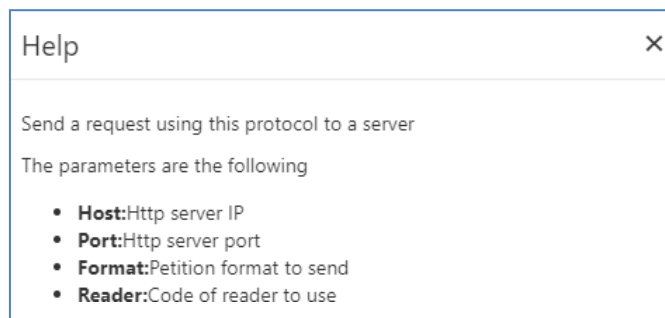 Help
Send a request using this protocol to a server
The parameters are the following
Host:Http server IP
Port:Http server port
Format:Petition format to send
Reader:Code of reader to use